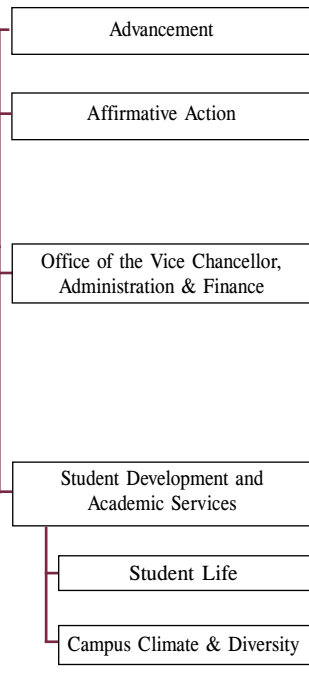 Advancement
Affirmative Action
Office of the Vice Chancellor,
Administration & Finance
Student Development and
Academic Services
Student Life
Campus Climate & Diversity